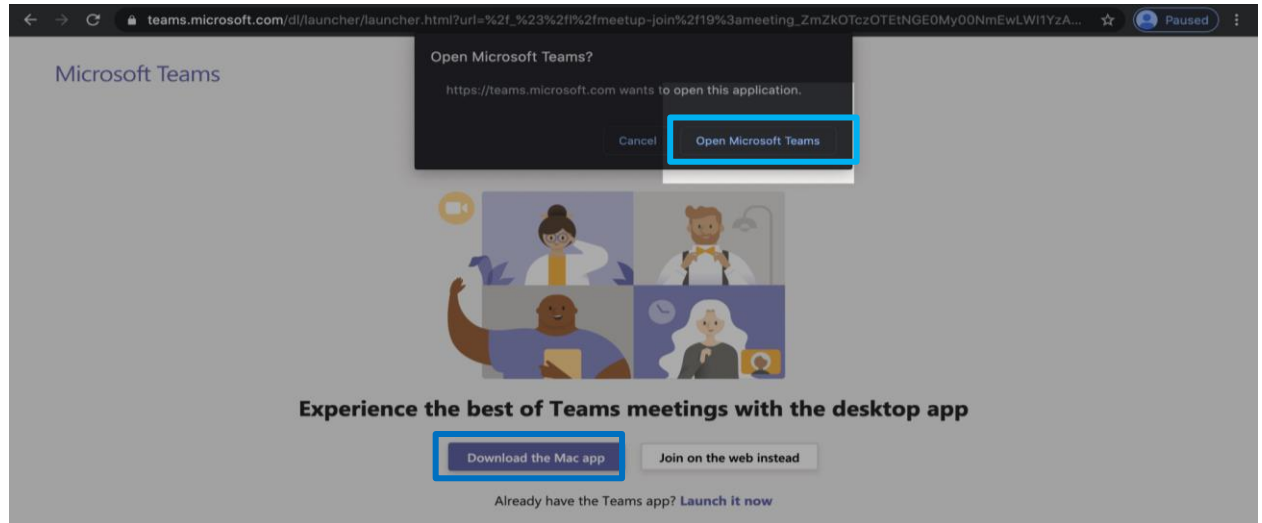 teams.microsoft.com/dl/launcher/launcher.html?url=%2f_%23%2fl%2fmeetup-join%2f19%3ameeting_ZmZkOTczOTEtNGE0My00NmEwLWI1YzA...
Paused
Open Microsoft Teams?
Microsoft Teams
https://teams.microsoft.com wants to open this application.
Cancel
Open Microsoft Teams
Experience the best of Teams meetings with the desktop app
Download the Mac app
Join on the web instead
Already have the Teams app? Launch it now